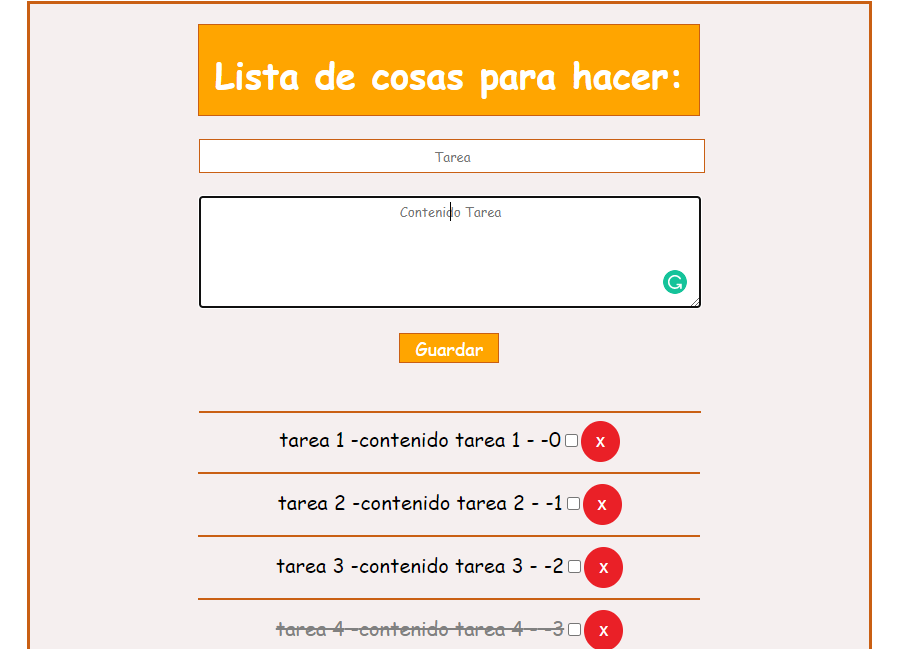 Lista de cosas para hacer:
Tarea
Contenido Tarea
Guardar
tarea 1 -contenido tarea 1 - -0 x
tarea 2 -contenido tarea 2 - -1 x
tarea 3 -contenido tarea 3 - -2 x
tarea 4 -contenido tarea 4 - -3 x